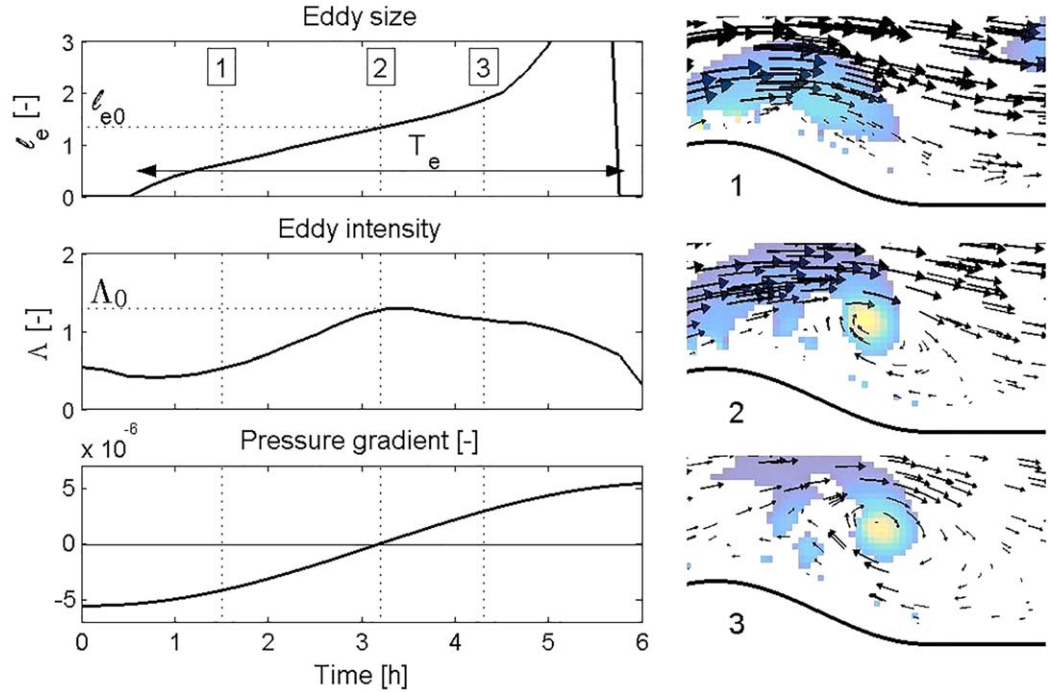 Eddy size
3
2
1
0
ℓe [-]
ℓe0
1
2
3
Te
Eddy intensity
2
1
0
Λ [-]
Λ0
x 10^-6
Pressure gradient [-]
5
0
-5
0 1 2 3 4 5 6
Time [h]
1
2
3